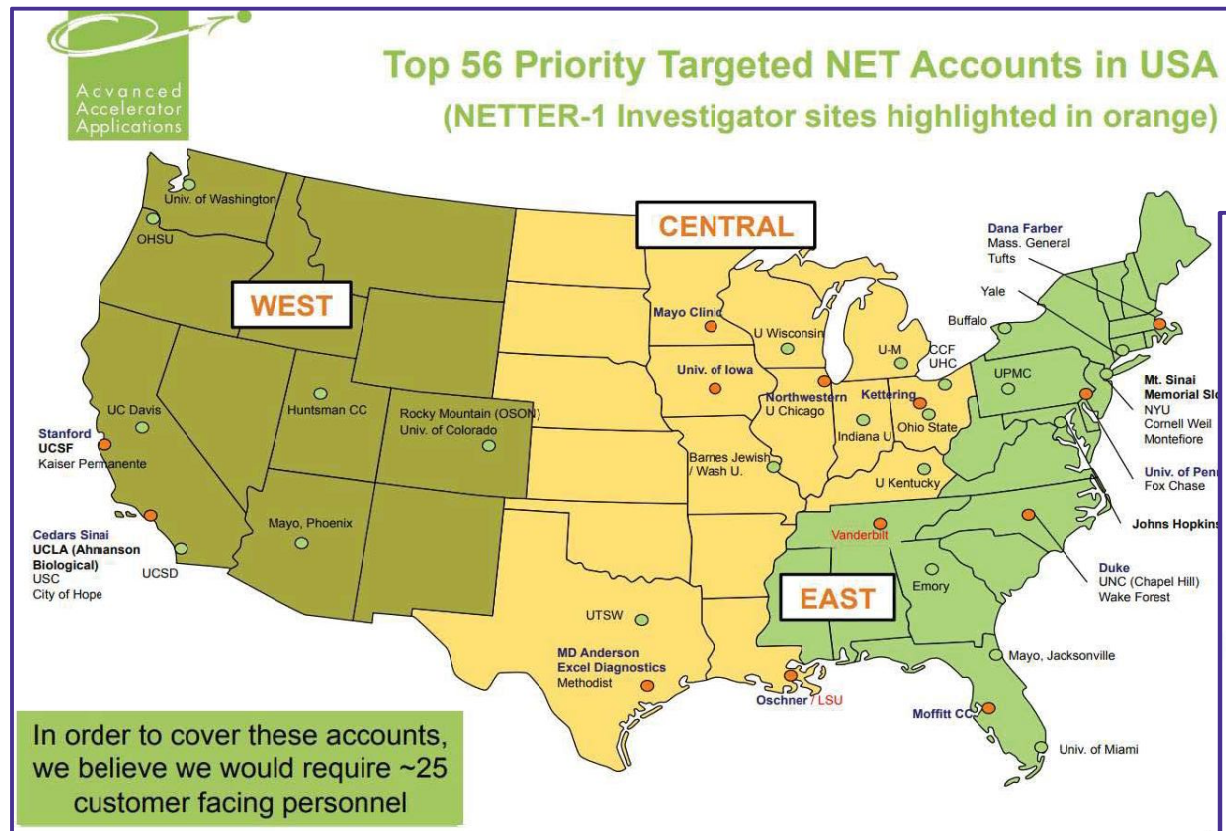 Acvanced
Accelerator
Applications
Top 56 Priority Targeted NET Accounts in USA
(NETTER-1 Investigator sites highlighted in orange)
WEST
CENTRAL
EAST
Univ. of Washington
OHSU
UC Davis
Stanford
UCSF
Kaiser Permanente
Huntsman CC
Rocky Mountain (OSON)
Univ. of Colorado
Cedars Sinai
UCLA (Ahmanson
Biological)
USC
City of Hope
UCSD
Mayo, Phoenix
Mayo Clinic
U Wisconsin
U-M
CCF
UHC
Univ. of Iowa
Northwestern
U Chicago
Kettering
Ohio State
Indiana U
Barnes Jewish
/ Wash U.
U Kentucky
UTSW
MD Anderson
Excel Diagnostics
Methodist
Oschner / LSU
Dana Farber
Mass. General
Tufts
Yale
Buffalo
UPMC
Mt. Sinai
Memorial Slo
NYU
Cornell Weil
Montefiore
Univ. of Penn
Fox Chase
Johns Hopkins
Vanderbilt
Duke
UNC (Chapel Hill)
Wake Forest
Emory
Mayo, Jacksonville
Moffitt CC
Univ. of Miami
In order to cover these accounts,
we believe we would require ~25
customer facing personnel